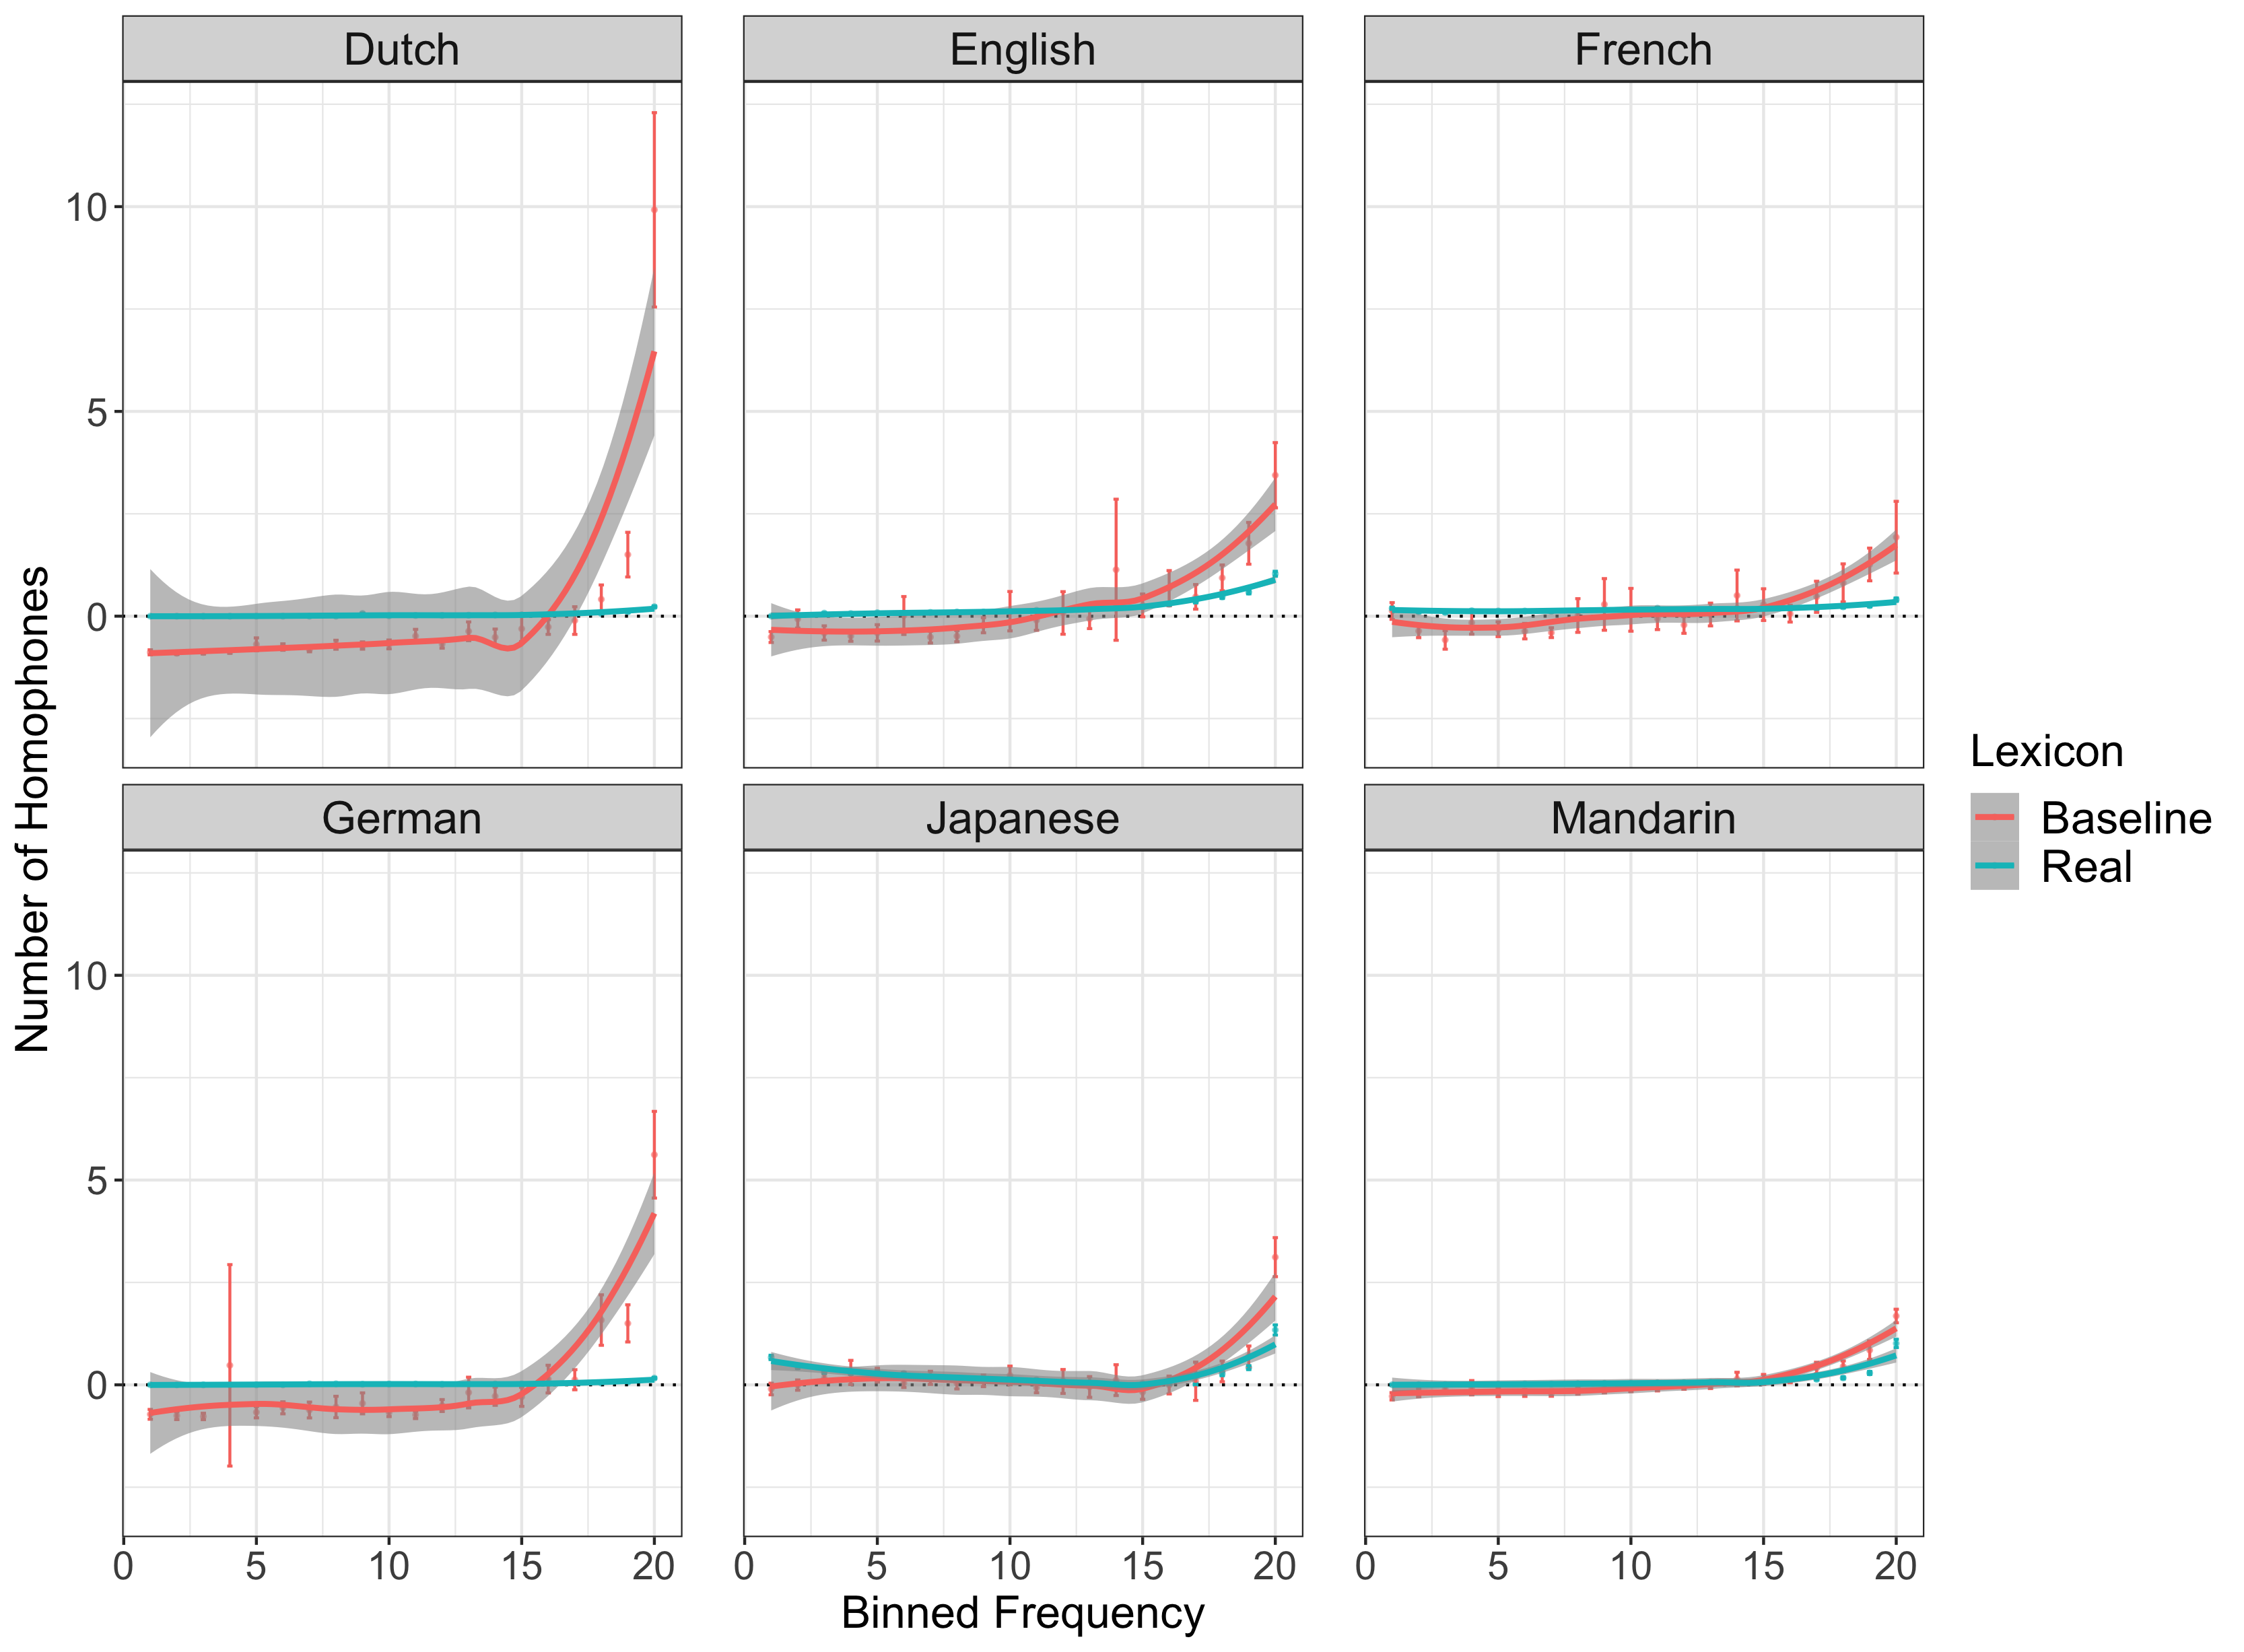 Dutch
English
French
10
5
0
Number of Homophones
German
Japanese
Mandarin
10
5
0
0 5 10 15 20
0 5 10 15 20
0 5 10 15 20
Binned Frequency
Lexicon
Baseline
Real